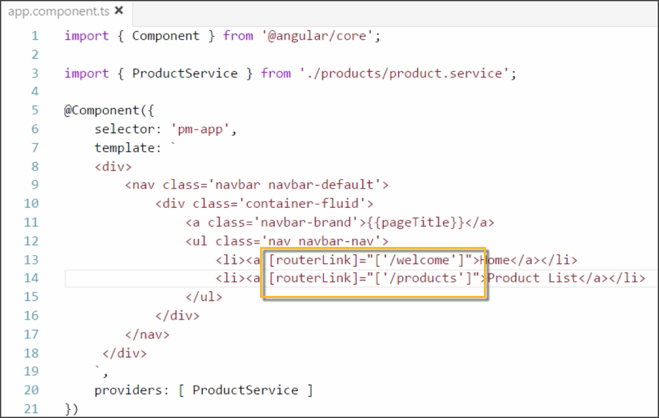 app.component.ts ✖
1 import { Component } from '@angular/core';
2
3 import { ProductService } from './products/product.service';
4
5 @Component({
6     selector: 'pm-app',
7     template: `
8     <div>
9         <nav class='navbar navbar-default'>
10             <div class='container-fluid'>
11                 <a class='navbar-brand'>{{pageTitle}}</a>
12                 <ul class='nav navbar-nav'>
13                     <li><a [routerLink]="['/welcome']">Home</a></li>
14                     <li><a [routerLink]="['/products']">Product List</a></li>
15                 </ul>
16             </div>
17         </nav>
18      </div>
19     `,
20     providers: [ ProductService ]
21 })